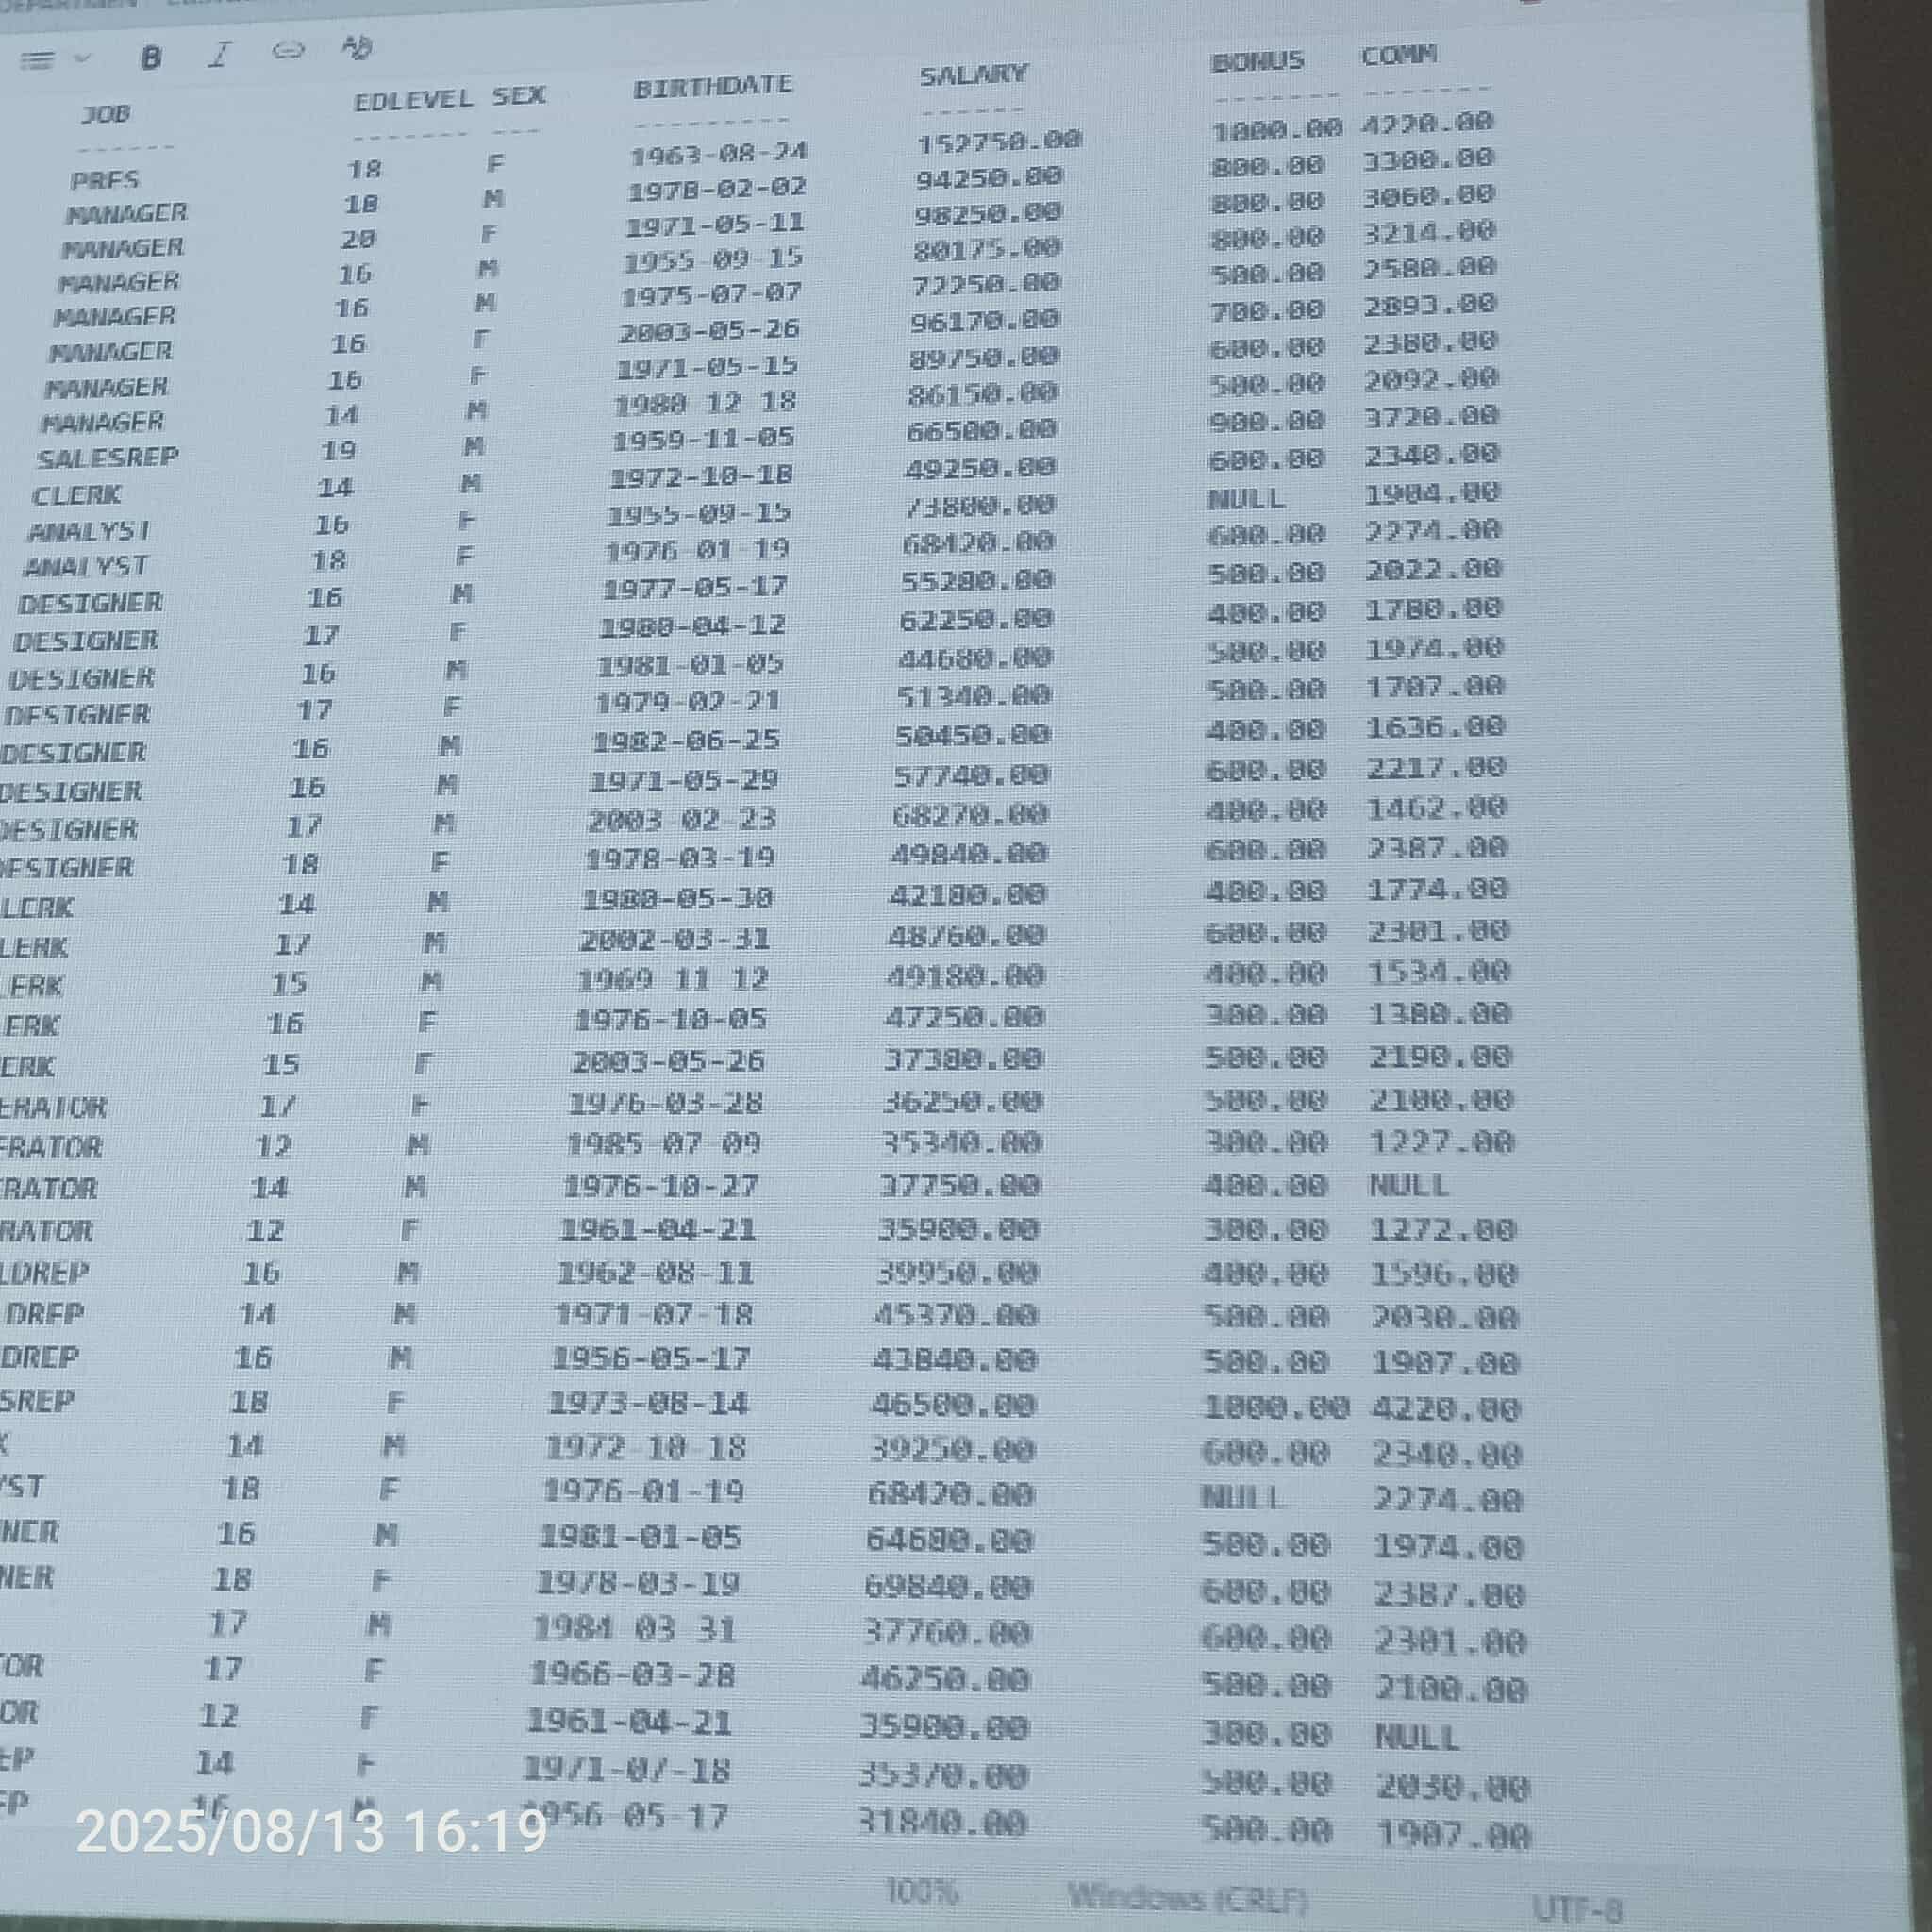 DEPARTMEN
B I
JOB EDLEVEL SEX BIRTHDATE SALARY BONUS COMM
------ ------- --- --------- ------ ------- -------
PRES 18 F 1963-08-24 152750.00 1000.00 4220.00
MANAGER 18 M 1978-02-02 94250.00 800.00 3300.00
MANAGER 20 F 1971-05-11 98250.00 800.00 3060.00
MANAGER 16 M 1955-09-15 80175.00 800.00 3214.00
MANAGER 16 M 1975-07-07 72250.00 500.00 2580.00
MANAGER 16 F 2003-05-26 96170.00 700.00 2893.00
MANAGER 16 F 1971-05-15 89750.00 600.00 2380.00
MANAGER 14 M 1980-12-18 86150.00 500.00 2092.00
SALESREP 19 M 1959-11-05 66500.00 900.00 3720.00
CLERK 14 M 1972-10-18 49250.00 600.00 2340.00
ANALYST 16 F 1955-09-15 73800.00 NULL 1904.00
ANALYST 18 F 1976-01-19 68420.00 600.00 2274.00
DESIGNER 16 M 1977-05-17 55280.00 500.00 2022.00
DESIGNER 17 F 1980-04-12 62250.00 400.00 1780.00
DESIGNER 16 M 1981-01-05 44680.00 500.00 1974.00
DESIGNER 17 F 1979-02-21 51340.00 500.00 1707.00
DESIGNER 16 M 1982-06-25 50450.00 400.00 1636.00
DESIGNER 16 M 1971-05-29 57740.00 600.00 2217.00
DESIGNER 17 M 2003-02-23 68270.00 400.00 1462.00
ESIGNER 18 F 1978-03-19 49840.00 600.00 2387.00
LERK 14 M 1980-05-30 42180.00 400.00 1774.00
LERK 17 M 2002-03-31 48760.00 600.00 2301.00
ERK 15 M 1969-11-12 49180.00 400.00 1534.00
ERK 16 F 1976-10-05 47250.00 300.00 1380.00
ERK 15 F 2003-05-26 37380.00 500.00 2190.00
ERATOR 17 F 1976-03-28 36250.00 500.00 2100.00
ERATOR 12 M 1985-07-09 35340.00 300.00 1227.00
RATOR 14 M 1976-10-27 37750.00 400.00 NULL
RATOR 12 F 1961-04-21 35900.00 300.00 1272.00
LDREP 16 M 1962-08-11 39950.00 400.00 1596.00
DREP 14 M 1971-07-18 45370.00 500.00 2030.00
DREP 16 M 1956-05-17 43840.00 500.00 1907.00
SREP 18 F 1973-08-14 46500.00 1000.00 4220.00
K 14 M 1972-10-18 39250.00 600.00 2340.00
YST 18 F 1976-01-19 68420.00 NULL 2274.00
NER 16 M 1981-01-05 64680.00 500.00 1974.00
NER 18 F 1978-03-19 69840.00 600.00 2387.00
17 M 1984-03-31 37760.00 600.00 2301.00
TOR 17 F 1966-03-28 46250.00 500.00 2100.00
OR 12 F 1961-04-21 35900.00 300.00 NULL
EP 14 F 1971-07-18 35370.00 500.00 2030.00
EP 16 M 1956-05-17 31840.00 500.00 1907.00
2025/08/13 16:19
100% Windows (CRLF) UTF-8